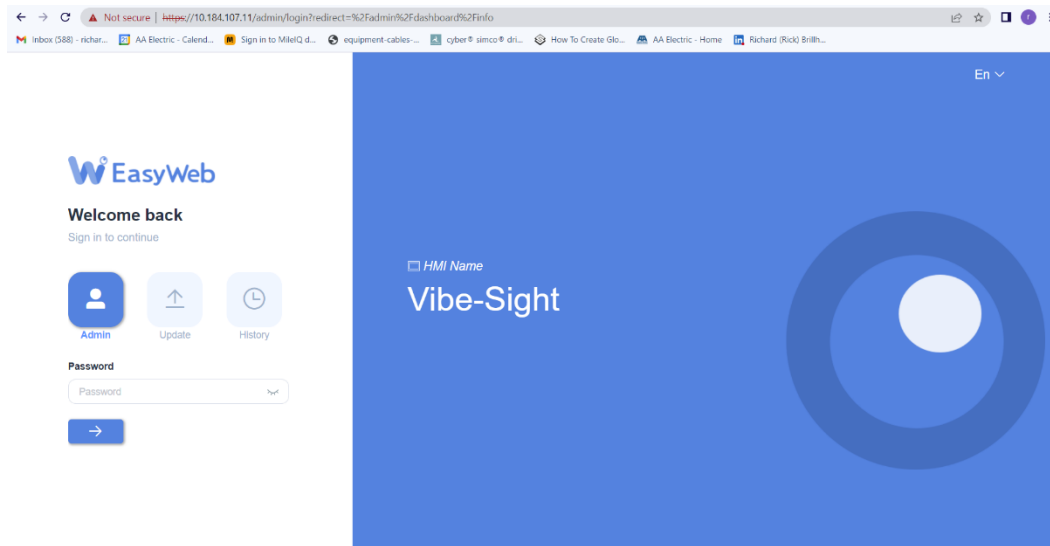 Not secure | https://10.184.107.11/admin/login?redirect=%2Fadmin%2Fdashboard%2Finfo
Inbox (588) - richar... AA Electric - Calend... Sign in to MileIQ d... equipment-cables-... cyber® simco® dri... How To Create Glo... AA Electric - Home Richard (Rick) Brillh...
En
EasyWeb
Welcome back
Sign in to continue
Admin Update History
Password
Password
HMI Name
Vibe-Sight